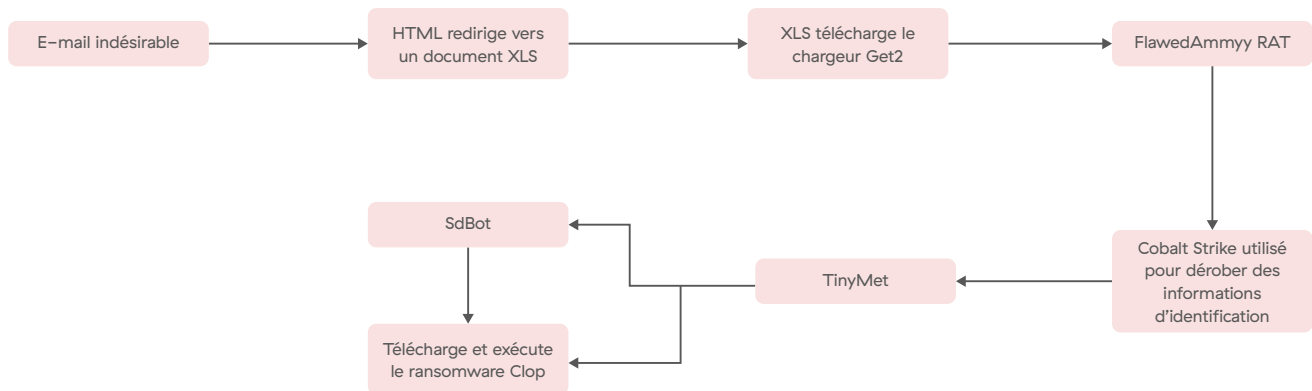 E-mail indésirable
HTML redirige vers
un document XLS
XLS télécharge le
chargeur Get2
FlawedAmmyy RAT
Cobalt Strike utilisé
pour dérober des
informations
d'identification
TinyMet
SdBot
Télécharge et exécute
le ransomware Clop